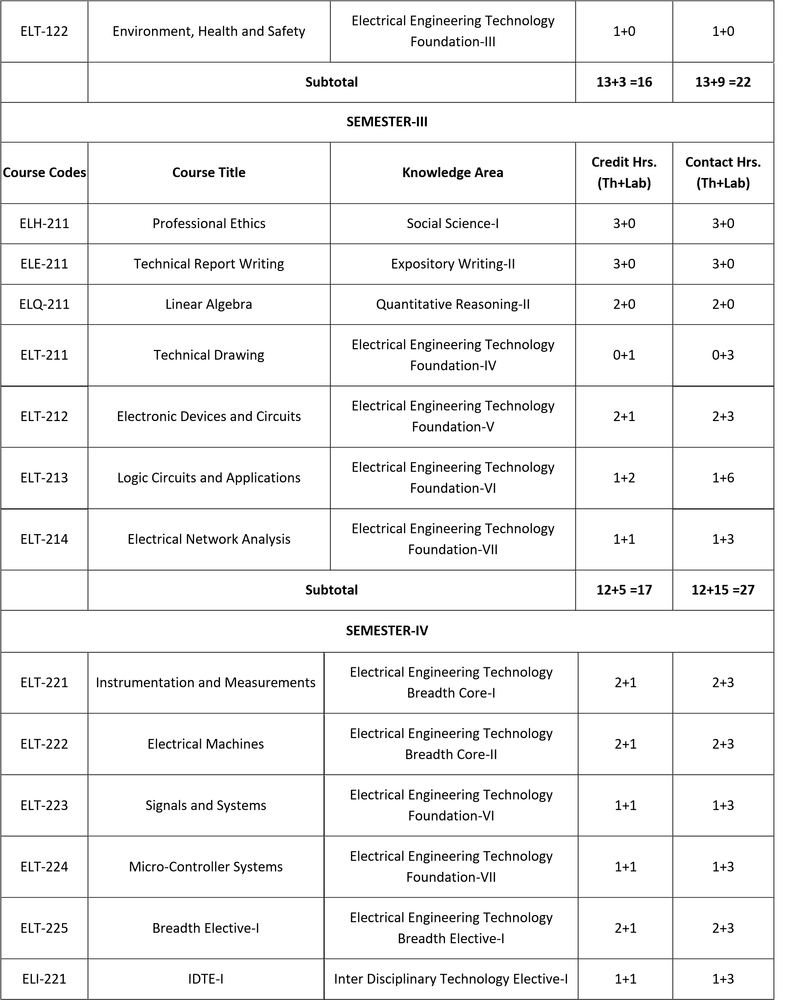 ELT-122 Environment, Health and Safety Electrical Engineering Technology Foundation-III 1+0 1+0
Subtotal 13+3 =16 13+9 =22
SEMESTER-III
Course Codes Course Title Knowledge Area Credit Hrs. (Th+Lab) Contact Hrs. (Th+Lab)
ELH-211 Professional Ethics Social Science-I 3+0 3+0
ELE-211 Technical Report Writing Expository Writing-II 3+0 3+0
ELQ-211 Linear Algebra Quantitative Reasoning-II 2+0 2+0
ELT-211 Technical Drawing Electrical Engineering Technology Foundation-IV 0+1 0+3
ELT-212 Electronic Devices and Circuits Electrical Engineering Technology Foundation-V 2+1 2+3
ELT-213 Logic Circuits and Applications Electrical Engineering Technology Foundation-VI 1+2 1+6
ELT-214 Electrical Network Analysis Electrical Engineering Technology Foundation-VII 1+1 1+3
Subtotal 12+5 =17 12+15 =27
SEMESTER-IV
ELT-221 Instrumentation and Measurements Electrical Engineering Technology Breadth Core-I 2+1 2+3
ELT-222 Electrical Machines Electrical Engineering Technology Breadth Core-II 2+1 2+3
ELT-223 Signals and Systems Electrical Engineering Technology Foundation-VI 1+1 1+3
ELT-224 Micro-Controller Systems Electrical Engineering Technology Foundation-VII 1+1 1+3
ELT-225 Breadth Elective-I Electrical Engineering Technology Breadth Elective-I 2+1 2+3
ELI-221 IDTE-I Inter Disciplinary Technology Elective-I 1+1 1+3